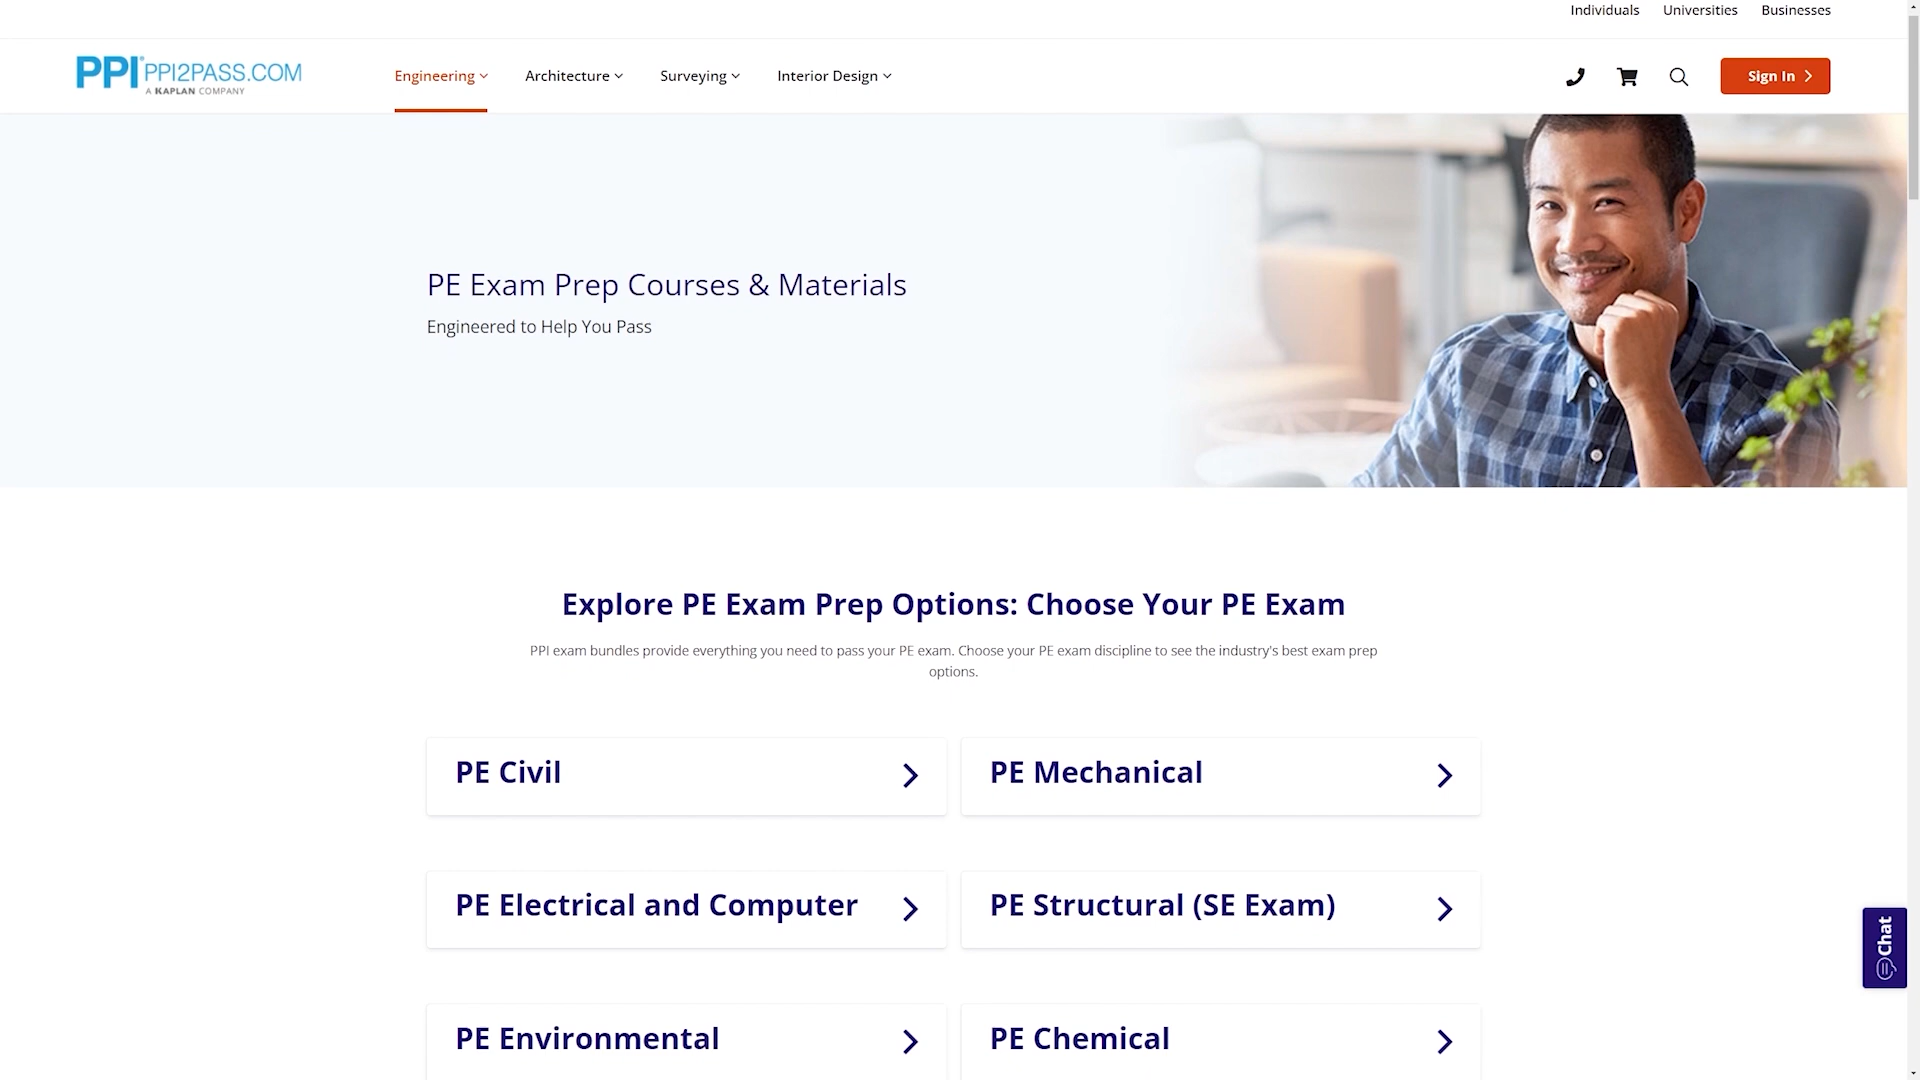 Individuals Universities Businesses
PPI® PPI2PASS.COM
A KAPLAN COMPANY
Engineering Architecture Surveying Interior Design
Sign In
PE Exam Prep Courses & Materials
Engineered to Help You Pass
Explore PE Exam Prep Options: Choose Your PE Exam
PPI exam bundles provide everything you need to pass your PE exam. Choose your PE exam discipline to see the industry's best exam prep
options.
PE Civil
PE Mechanical
PE Electrical and Computer
PE Structural (SE Exam)
Chat
PE Environmental
PE Chemical